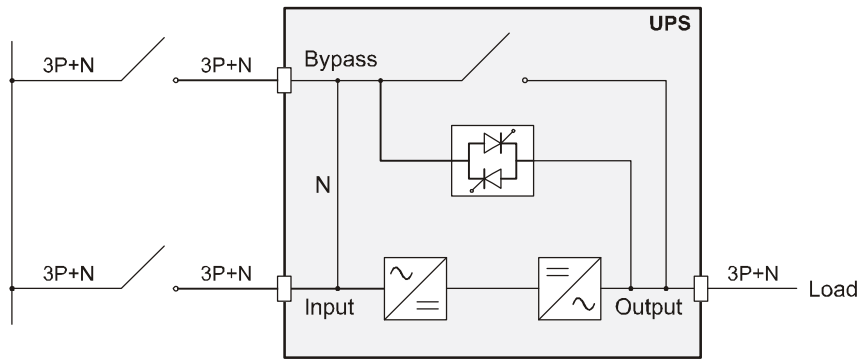 UPS
3P+N
3P+N
Bypass
N
3P+N
3P+N
Input
Output
3P+N
Load